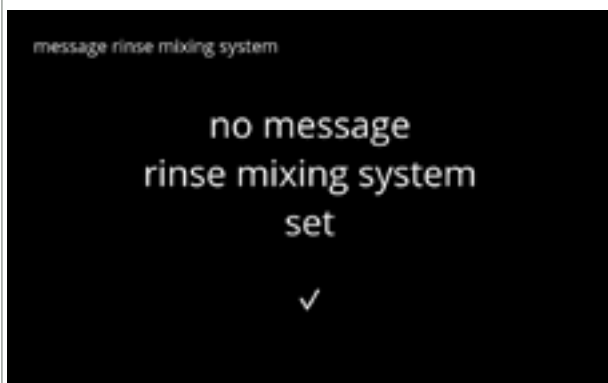 message rinse mixing system
no message
rinse mixing system
set
✓